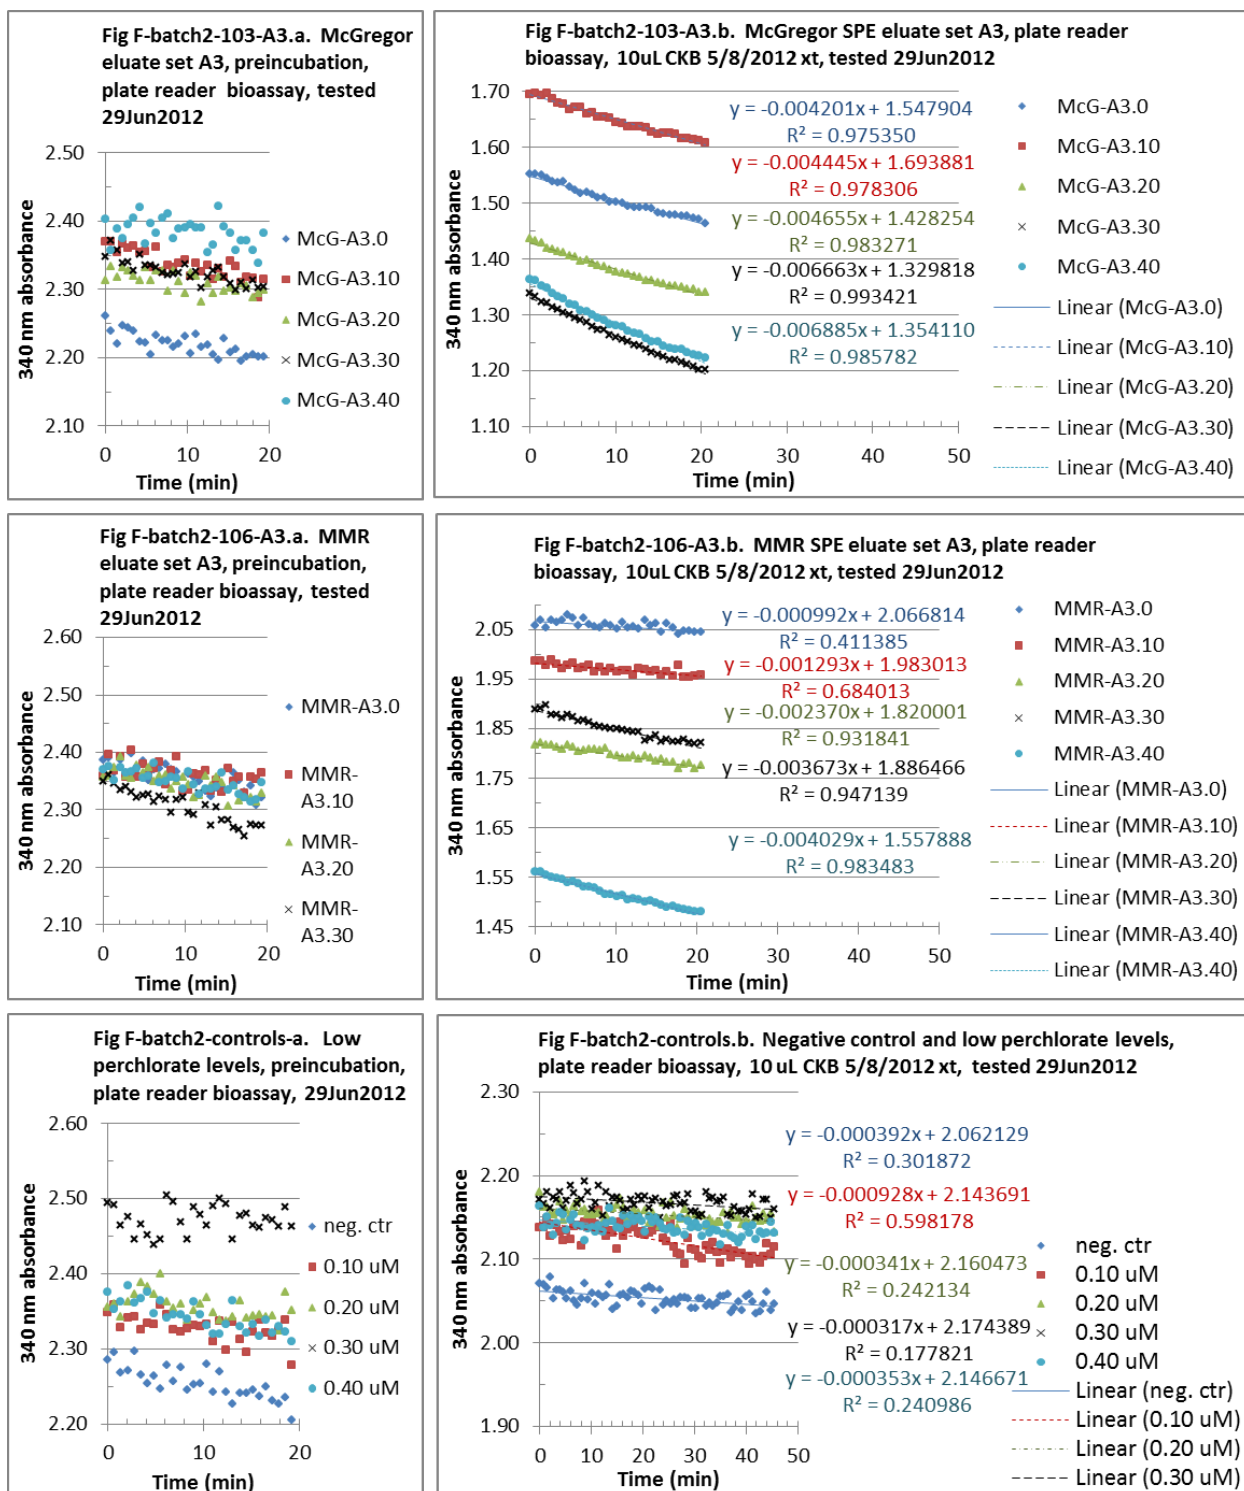 Fig F-batch2-103-A3.a. McGregor
eluate set A3, preincubation,
plate reader bioassay, tested
29Jun2012
340 nm absorbance
2.50
2.40
2.30
2.20
2.10
0
10
20
Time (min)
McG-A3.0
McG-A3.10
McG-A3.20
McG-A3.30
McG-A3.40
Fig F-batch2-103-A3.b. McGregor SPE eluate set A3, plate reader
bioassay, 10uL CKB 5/8/2012 xt, tested 29Jun2012
340 nm absorbance
1.70
1.60
1.50
1.40
1.30
1.20
1.10
0
10
20
30
40
50
Time (min)
y = -0.004201x + 1.547904
R² = 0.975350
y = -0.004445x + 1.693881
R² = 0.978306
y = -0.004655x + 1.428254
R² = 0.983271
y = -0.006663x + 1.329818
R² = 0.993421
y = -0.006885x + 1.354110
R² = 0.985782
McG-A3.0
McG-A3.10
McG-A3.20
McG-A3.30
McG-A3.40
Linear (McG-A3.0)
Linear (McG-A3.10)
Linear (McG-A3.20)
Linear (McG-A3.30)
Linear (McG-A3.40)
Fig F-batch2-106-A3.a. MMR
eluate set A3, preincubation,
plate reader bioassay, tested
29Jun2012
340 nm absorbance
2.60
2.50
2.40
2.30
2.20
2.10
0
10
20
Time (min)
MMR-A3.0
MMR-
A3.10
MMR-
A3.20
MMR-
A3.30
Fig F-batch2-106-A3.b. MMR SPE eluate set A3, plate reader
bioassay, 10uL CKB 5/8/2012 xt, tested 29Jun2012
340 nm absorbance
2.05
1.95
1.85
1.75
1.65
1.55
1.45
0
10
20
30
40
50
Time (min)
y = -0.000992x + 2.066814
R² = 0.411385
y = -0.001293x + 1.983013
R² = 0.684013
y = -0.002370x + 1.820001
R² = 0.931841
y = -0.003673x + 1.886466
R² = 0.947139
y = -0.004029x + 1.557888
R² = 0.983483
MMR-A3.0
MMR-A3.10
MMR-A3.20
MMR-A3.30
MMR-A3.40
Linear (MMR-A3.0)
Linear (MMR-A3.10)
Linear (MMR-A3.20)
Linear (MMR-A3.30)
Linear (MMR-A3.40)
Linear (MMR-A3.40)
Fig F-batch2-controls-a. Low
perchlorate levels, preincubation,
plate reader bioassay, 29Jun2012
340 nm absorbance
2.60
2.50
2.40
2.30
2.20
0
10
20
Time (min)
neg. ctr
0.10 uM
0.20 uM
0.30 uM
0.40 uM
Fig F-batch2-controls.b. Negative control and low perchlorate levels,
plate reader bioassay, 10 uL CKB 5/8/2012 xt, tested 29Jun2012
340 nm absorbance
2.30
2.20
2.10
2.00
1.90
0
10
20
30
40
50
Time (min)
y = -0.000392x + 2.062129
R² = 0.301872
y = -0.000928x + 2.143691
R² = 0.598178
y = -0.000341x + 2.160473
R² = 0.242134
y = -0.000317x + 2.174389
R² = 0.177821
y = -0.000353x + 2.146671
R² = 0.240986
neg. ctr
0.10 uM
0.20 uM
0.30 uM
0.40 uM
Linear (neg. ctr)
Linear (0.10 uM)
Linear (0.20 uM)
Linear (0.30 uM)